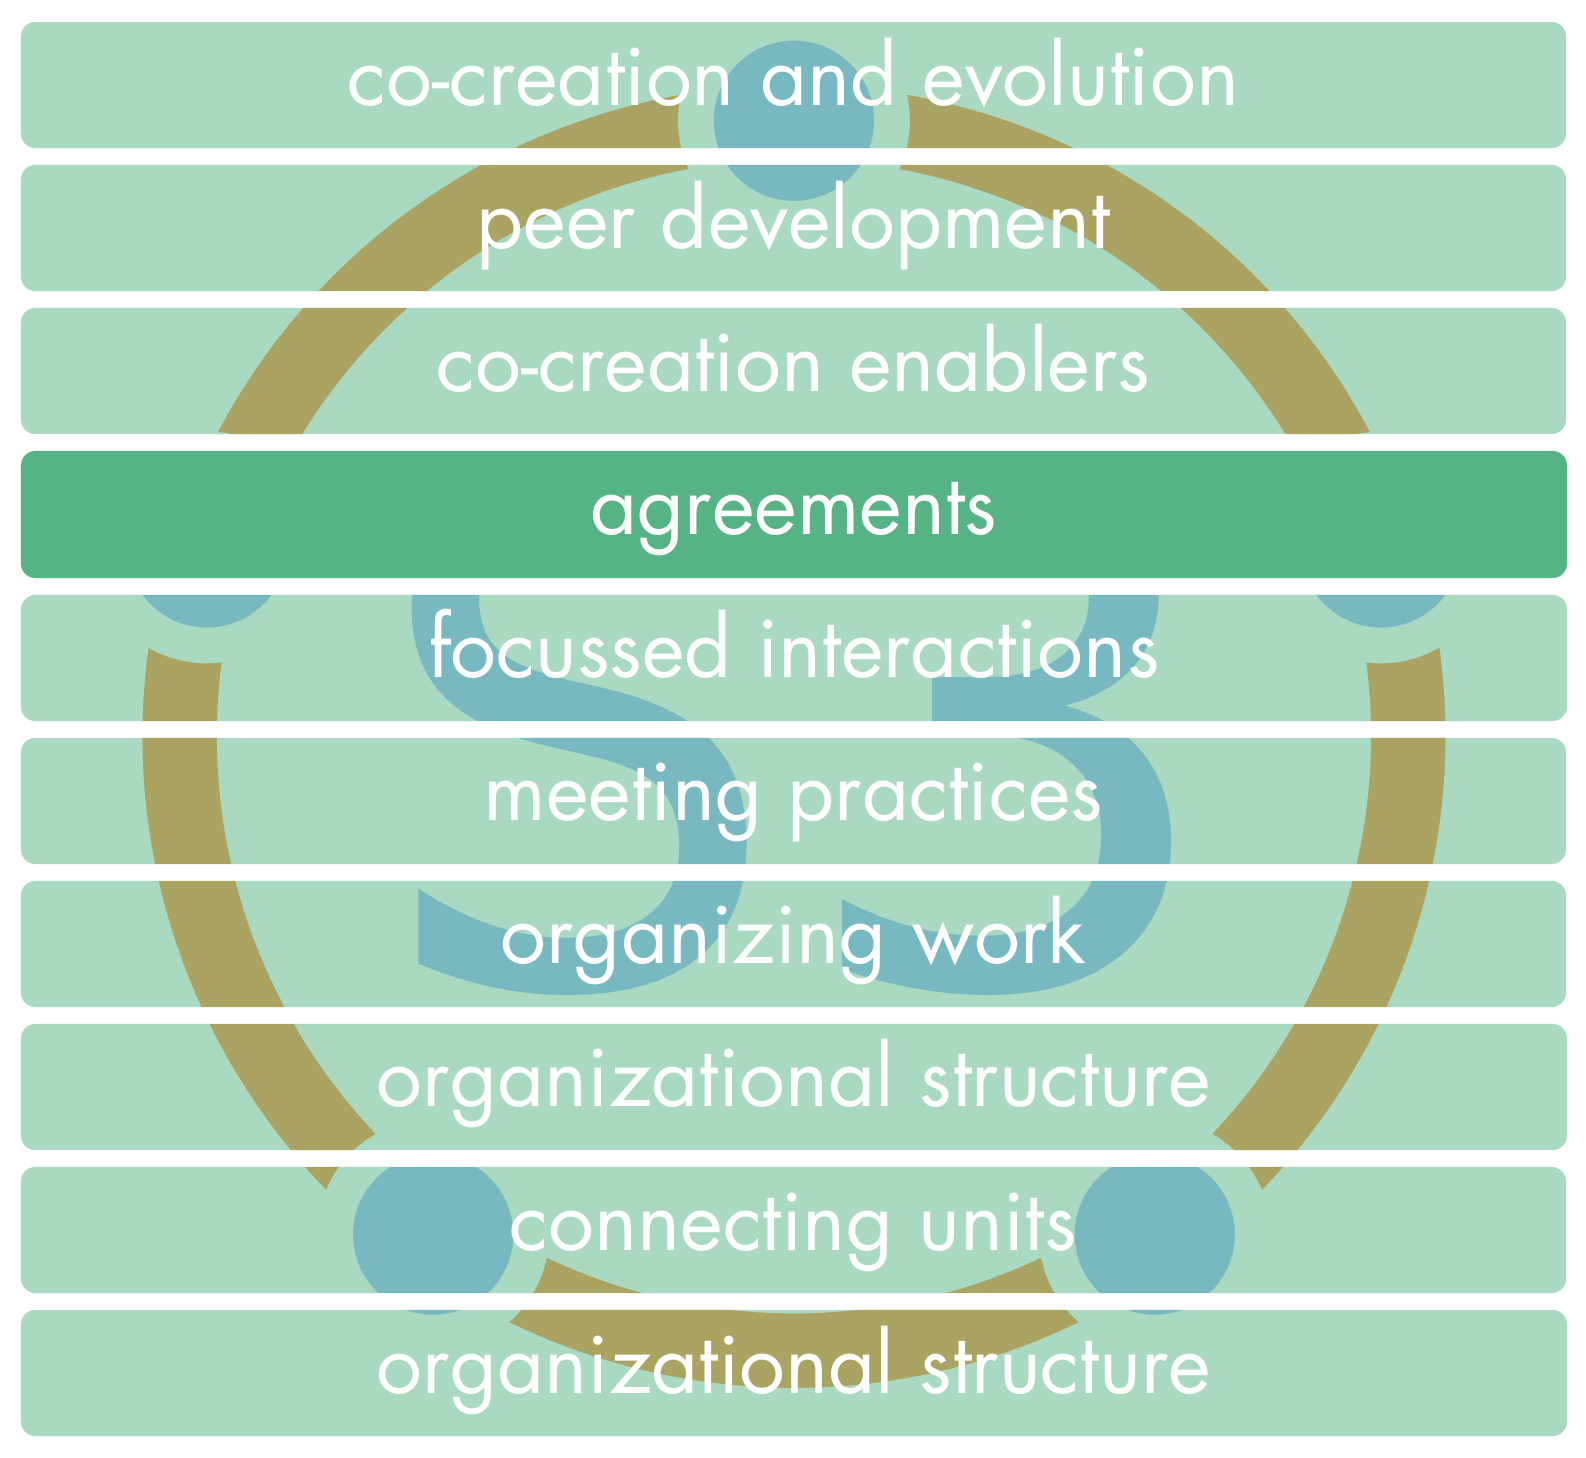 co-creation and evolution
peer development
co-creation enablers
agreements
focussed interactions
meeting practices
organizing work
organizational structure
connecting units
organizational structure
S3